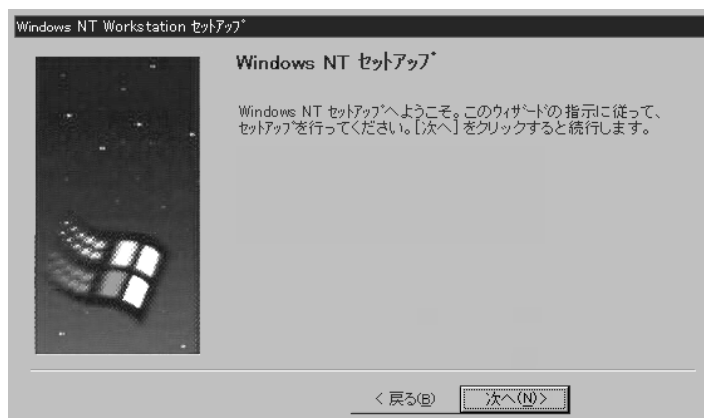 Windows NT Workstation ｾｯﾄｱｯﾌﾟ
Windows NT ｾｯﾄｱｯﾌﾟ
Windows NT ｾｯﾄｱｯﾌﾟへようこそ。このｳｨｻﾞｰﾄﾞの指示に従って、
ｾｯﾄｱｯﾌﾟを行ってください。[次へ] をクリックすると続行します。
< 戻る(B)
次へ(N) >